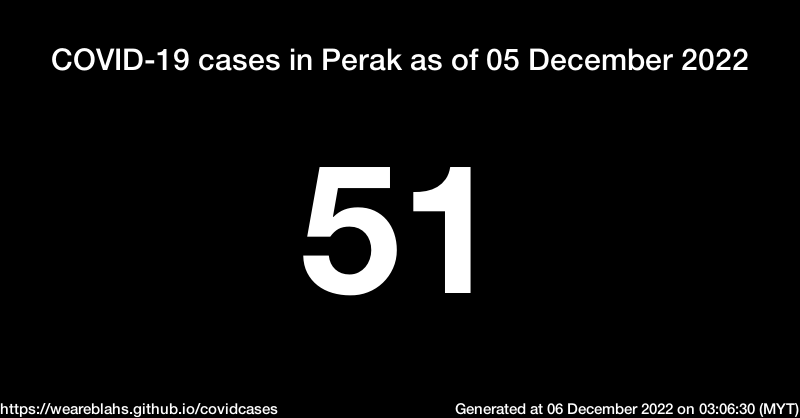 COVID-19 cases in Perak as of 05 December 2022
51
https://weareblahs.github.io/covidcases
Generated at 06 December 2022 on 03:06:30 (MYT)